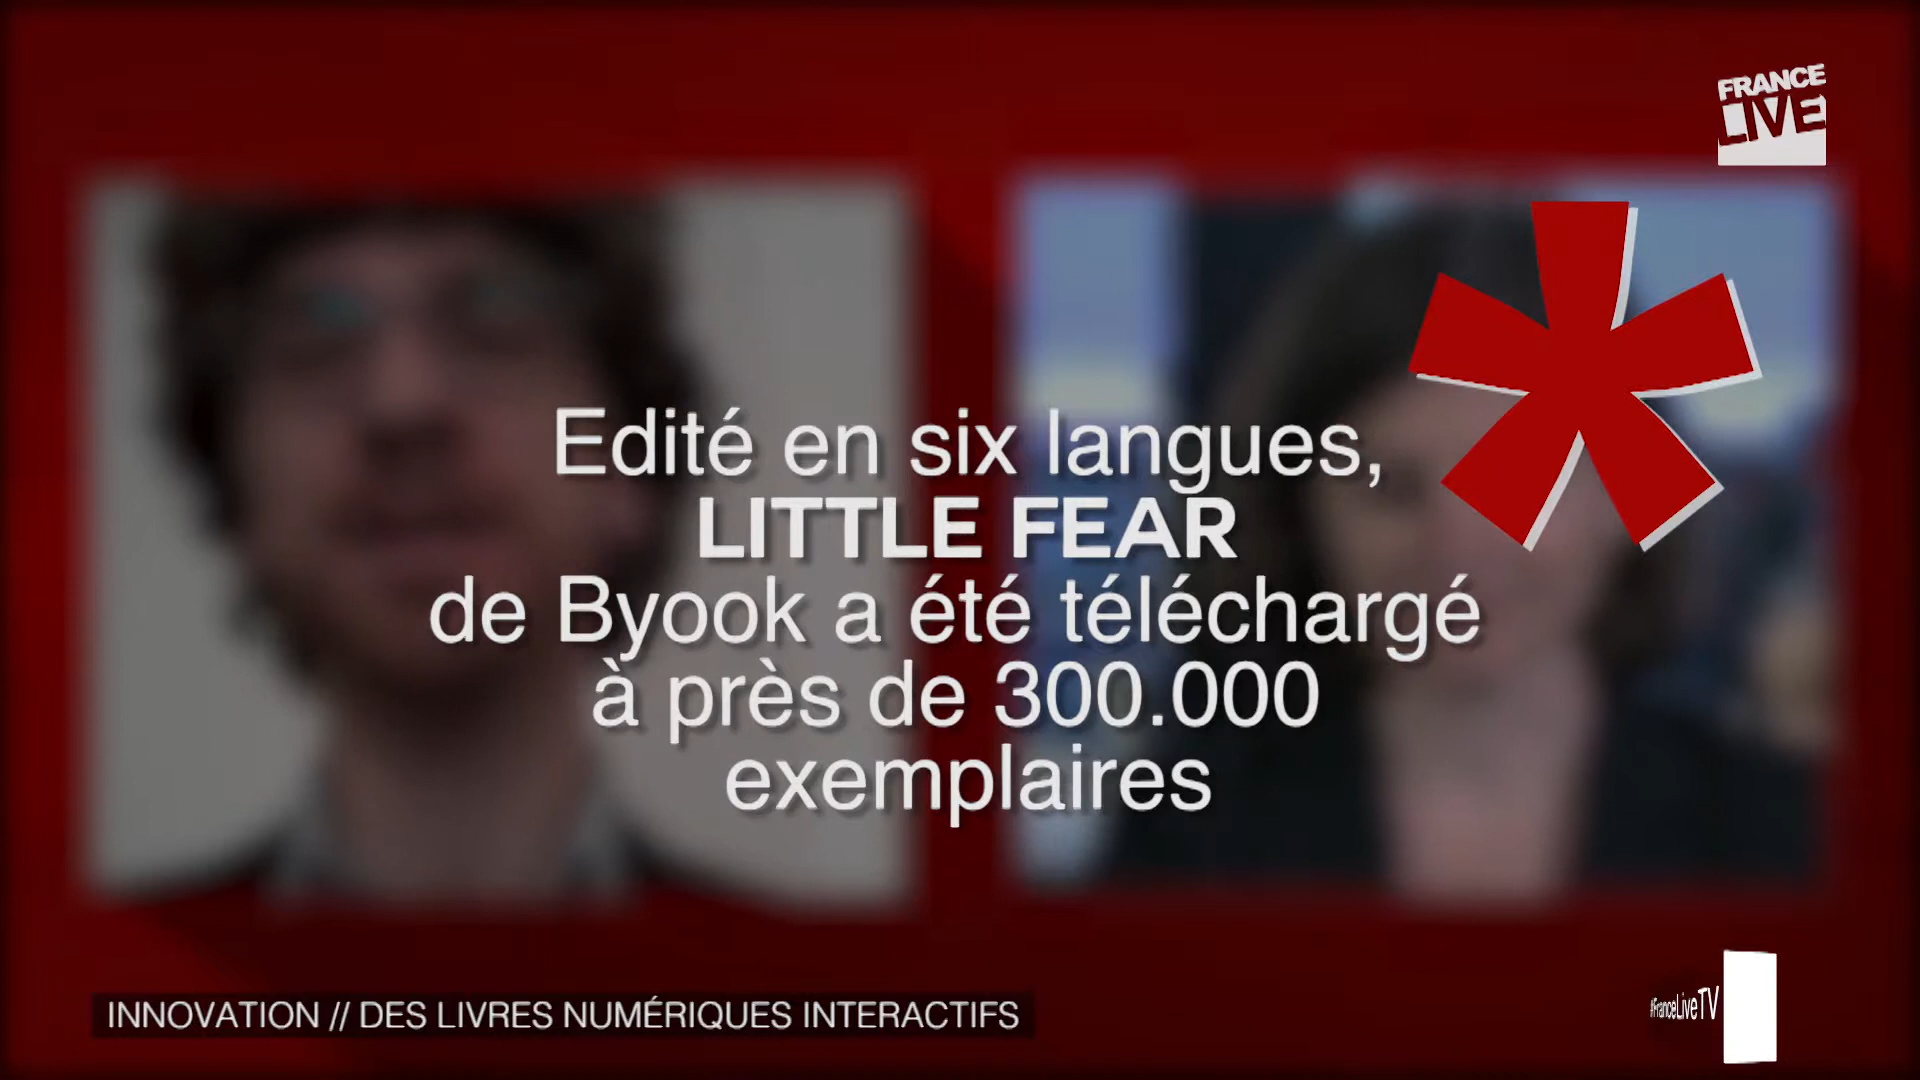 FRANCE
LIVE
Edité en six langues,
LITTLE FEAR
de Byook a été téléchargé
à près de 300.000
exemplaires
INNOVATION // DES LIVRES NUMÉRIQUES INTERACTIFS
#FranceLiveTV